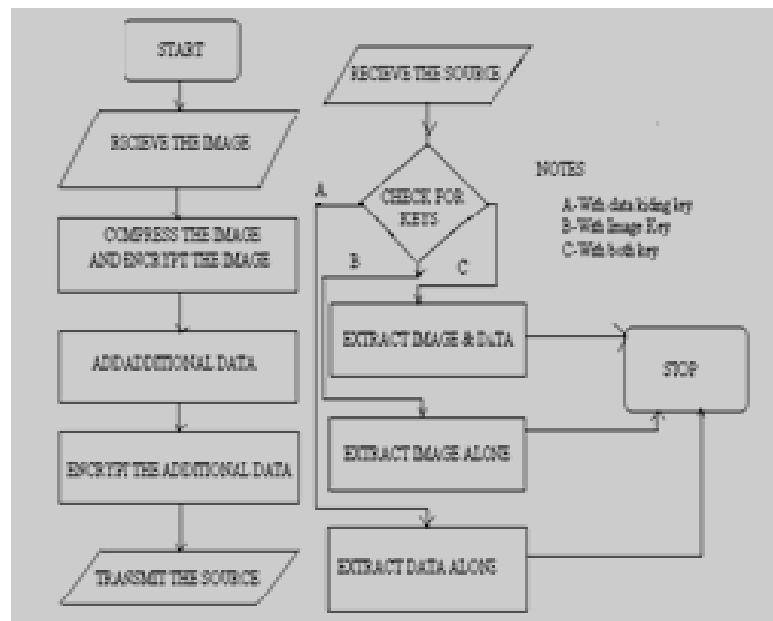 START
RECIEVE THE IMAGE
COMPRESS THE IMAGE
AND ENCRYPT THE IMAGE
ADDADDITIONAL DATA
ENCRYPT THE ADDITIONAL DATA
TRANSMIT THE SOURCE
RECIEVE THE SOURCE
CHECK FOR
KEYS
A
B
C
EXTRACT IMAGE & DATA
EXTRACT IMAGE ALONE
EXTRACT DATA ALONE
STOP
NOTES
A-With data hiding key
B-With Image Key
C-With both key